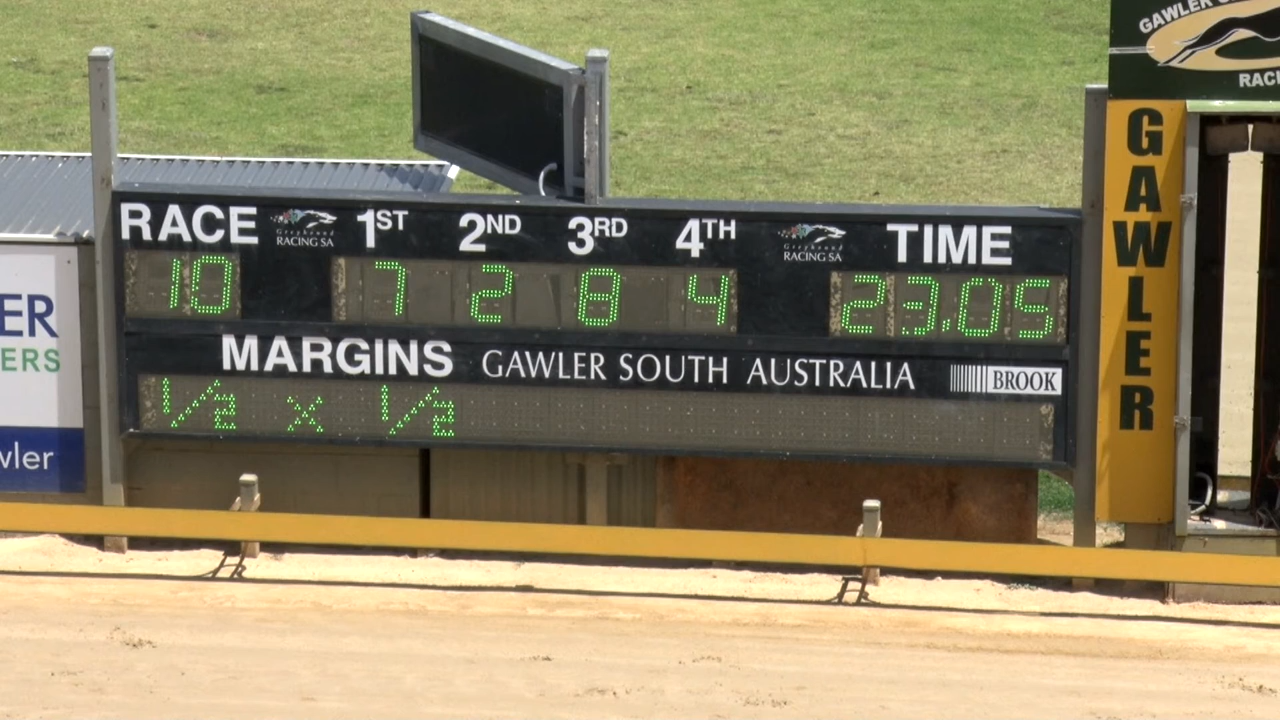 GAWLER
RACE 1ST 2ND 3RD 4TH TIME
Greyhound
RACING SA
Greyhound
RACING SA
10 7 2 8 4 23.05
MARGINS GAWLER SOUTH AUSTRALIA BROOK
1/2 x 1/2
ER
ERS
wler
GAWLER
RACI